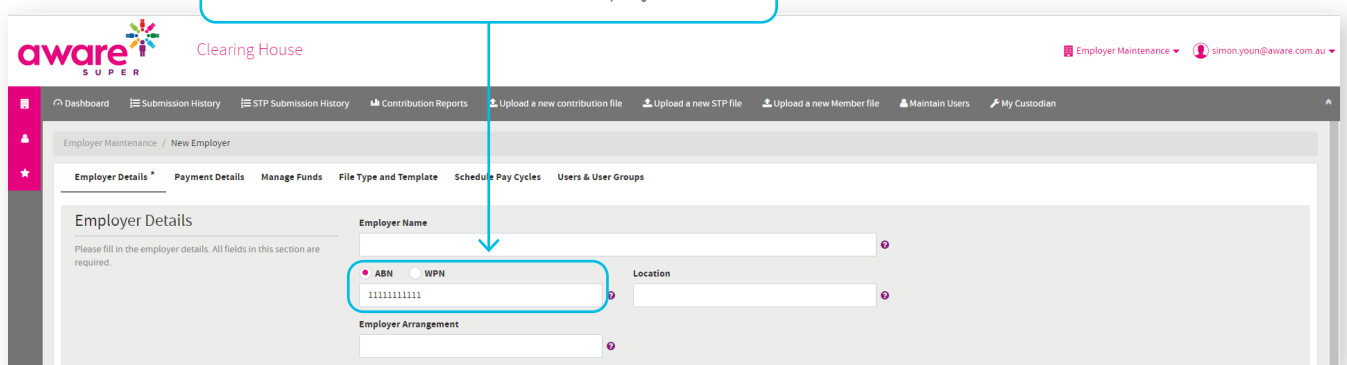 aware
SUPER
Clearing House
Employer Maintenance
simon.youn@aware.com.au
Dashboard Submission History STP Submission History Contribution Reports Upload a new contribution file Upload a new STP file Upload a new Member file Maintain Users My Custodian
Employer Maintenance / New Employer
Employer Details * Payment Details Manage Funds File Type and Template Schedule Pay Cycles Users & User Groups
Employer Details
Please fill in the employer details. All fields in this section are
required.
Employer Name
ABN WPN
11111111111
Location
Employer Arrangement